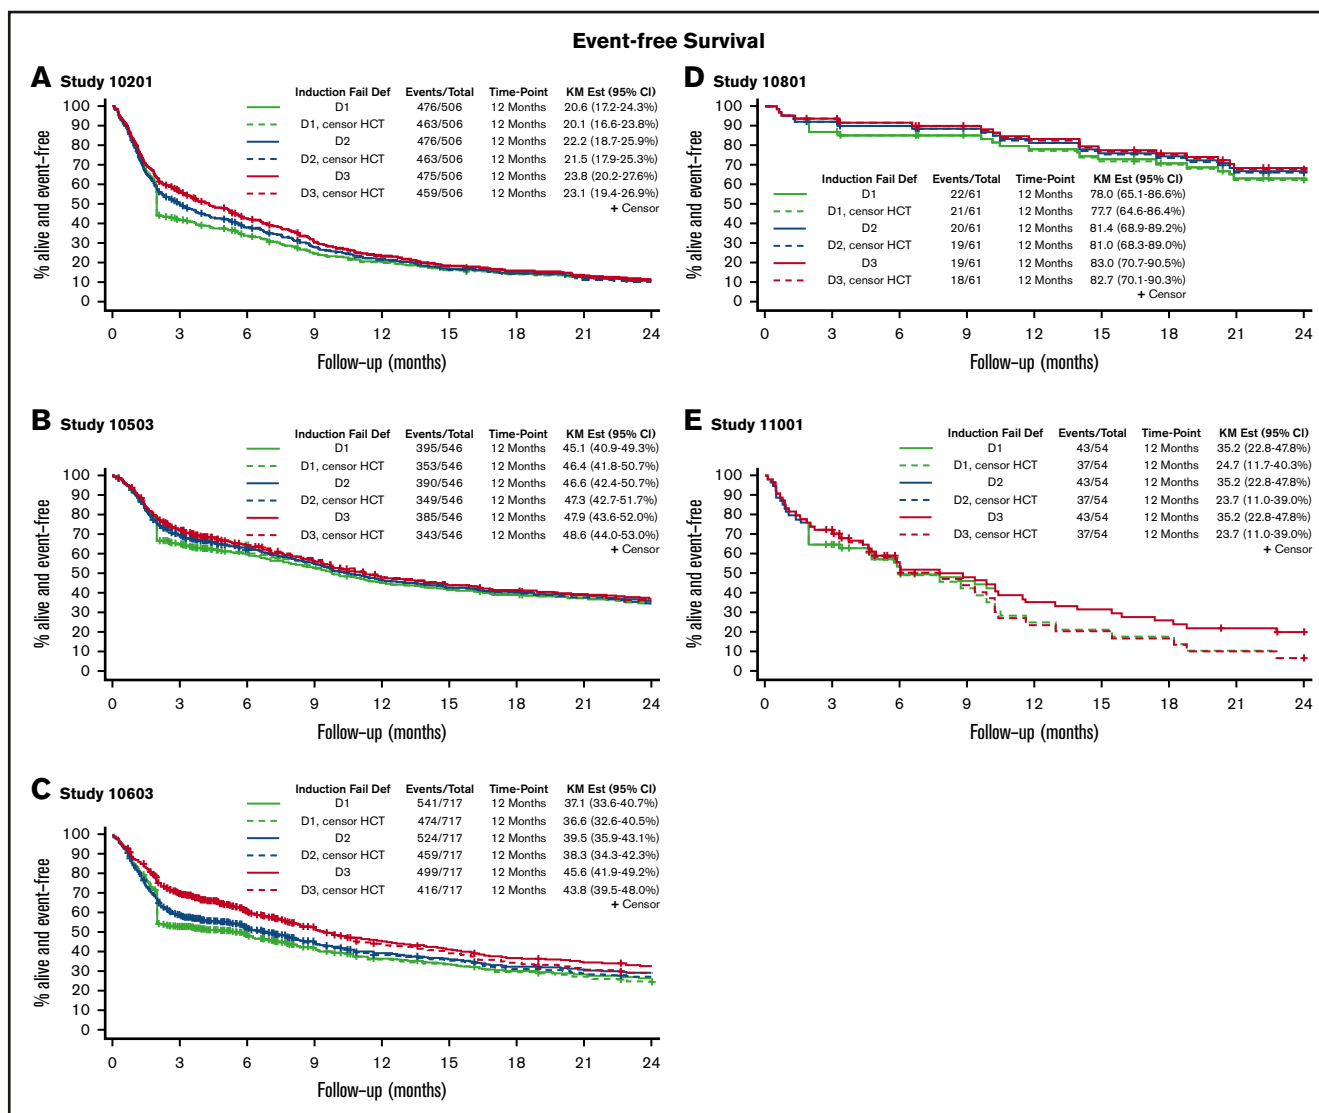 Event-free Survival
A Study 10201
Induction Fail Def Events/Total Time-Point KM Est (95% CI)
D1 476/506 12 Months 20.6 (17.2-24.3%)
D1, censor HCT 463/506 12 Months 20.1 (16.6-23.8%)
D2 476/506 12 Months 22.2 (18.7-25.9%)
D2, censor HCT 463/506 12 Months 21.5 (17.9-25.3%)
D3 475/506 12 Months 23.8 (20.2-27.6%)
D3, censor HCT 459/506 12 Months 23.1 (19.4-26.9%)
+ Censor
% alive and event-free
100
90
80
70
60
50
40
30
20
10
0
0 3 6 9 12 15 18 21 24
Follow-up (months)
B Study 10503
Induction Fail Def Events/Total Time-Point KM Est (95% CI)
D1 395/546 12 Months 45.1 (40.9-49.3%)
D1, censor HCT 353/546 12 Months 46.4 (41.8-50.7%)
D2 390/546 12 Months 46.6 (42.4-50.7%)
D2, censor HCT 349/546 12 Months 47.3 (42.7-51.7%)
D3 385/546 12 Months 47.9 (43.6-52.0%)
D3, censor HCT 343/546 12 Months 48.6 (44.0-53.0%)
+ Censor
% alive and event-free
100
90
80
70
60
50
40
30
20
10
0
0 3 6 9 12 15 18 21 24
Follow-up (months)
C Study 10603
Induction Fail Def Events/Total Time-Point KM Est (95% CI)
D1 541/717 12 Months 37.1 (33.6-40.7%)
D1, censor HCT 474/717 12 Months 36.6 (32.6-40.5%)
D2 524/717 12 Months 39.5 (35.9-43.1%)
D2, censor HCT 459/717 12 Months 38.3 (34.3-42.3%)
D3 499/717 12 Months 45.6 (41.9-49.2%)
D3, censor HCT 416/717 12 Months 43.8 (39.5-48.0%)
+ Censor
% alive and event-free
100
90
80
70
60
50
40
30
20
10
0
0 3 6 9 12 15 18 21 24
Follow-up (months)
D Study 10801
% alive and event-free
100
90
80
70
60
50
40
30
20
10
0
Induction Fail Def Events/Total Time-Point KM Est (95% CI)
D1 22/61 12 Months 78.0 (65.1-86.6%)
D1, censor HCT 21/61 12 Months 77.7 (64.6-86.4%)
D2 20/61 12 Months 81.4 (68.9-89.2%)
D2, censor HCT 19/61 12 Months 81.0 (68.3-89.0%)
D3 19/61 12 Months 83.0 (70.7-90.5%)
D3, censor HCT 18/61 12 Months 82.7 (70.1-90.3%)
+ Censor
0 3 6 9 12 15 18 21 24
Follow-up (months)
E Study 11001
Induction Fail Def Events/Total Time-Point KM Est (95% CI)
D1 43/54 12 Months 35.2 (22.8-47.8%)
D1, censor HCT 37/54 12 Months 24.7 (11.7-40.3%)
D2 43/54 12 Months 35.2 (22.8-47.8%)
D2, censor HCT 37/54 12 Months 23.7 (11.0-39.0%)
D3 43/54 12 Months 35.2 (22.8-47.8%)
D3, censor HCT 37/54 12 Months 23.7 (11.0-39.0%)
+ Censor
% alive and event-free
100
90
80
70
60
50
40
30
20
10
0
0 3 6 9 12 15 18 21 24
Follow-up (months)